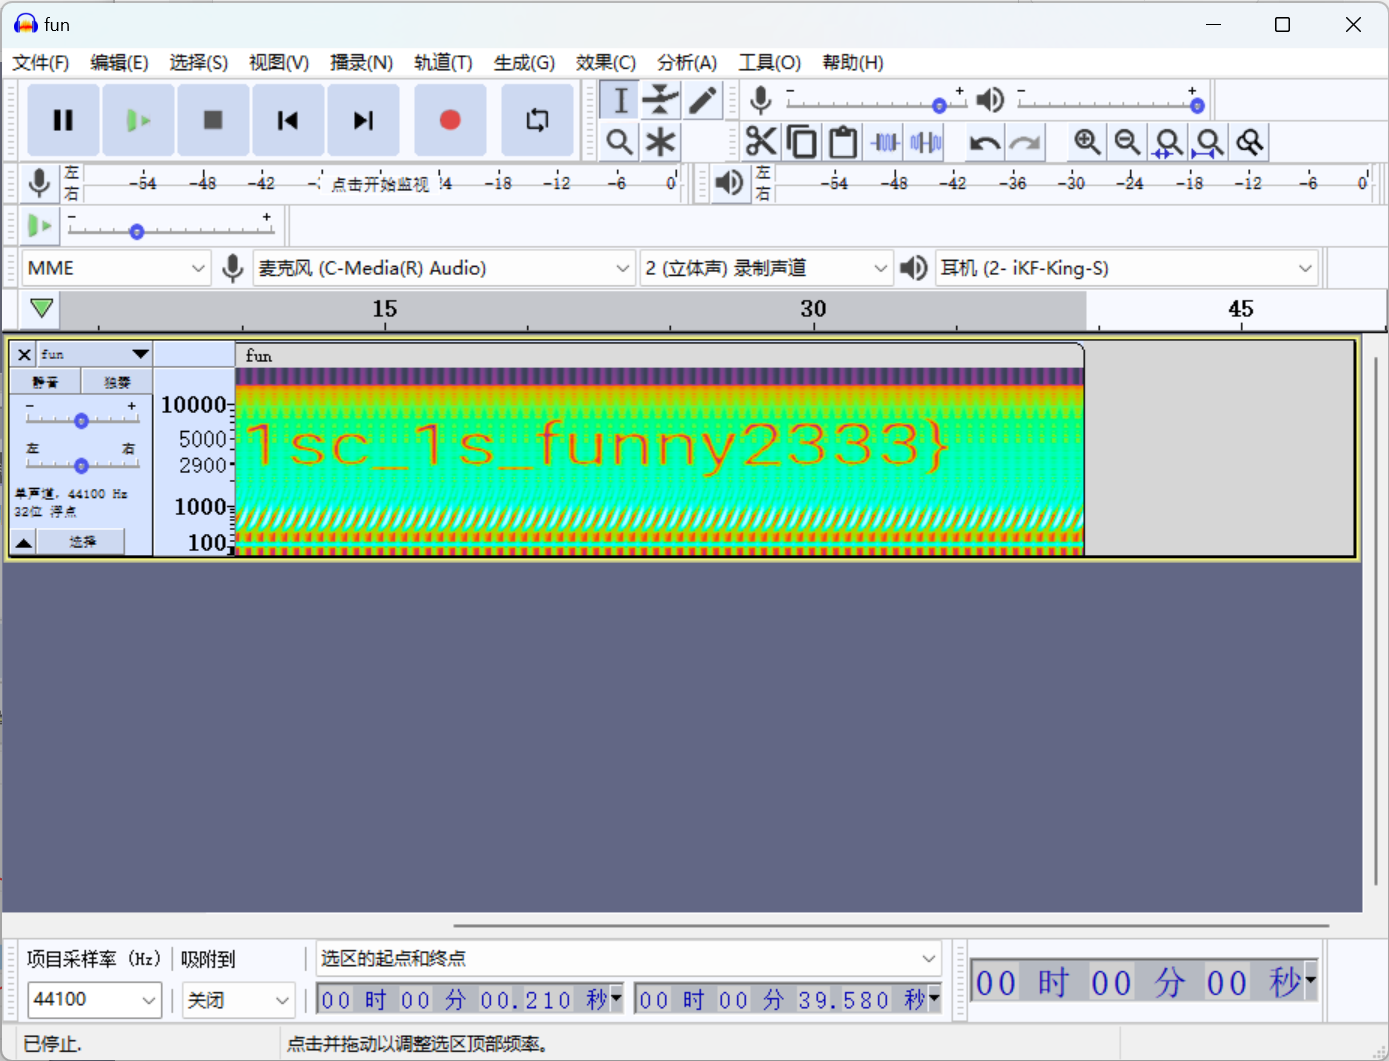 fun
文件(F) 编辑(E) 选择(S) 视图(V) 播录(N) 轨道(T) 生成(G) 效果(C) 分析(A) 工具(O) 帮助(H)
- +
- +
左
右
-54 -48 -42 点击开始监视 -18 -12 -6 0
左
右
-54 -48 -42 -36 -30 -24 -18 -12 -6 0
- +
MME
麦克风 (C-Media(R) Audio)
2 (立体声) 录制声道
耳机 (2- iKF-King-S)
15 30 45
fun
fun
静音 独奏
- +
左 右
单声道, 44100 Hz
32位 浮点
选择
10000
5000
2900
1000
100
1sc_1s_funny2333}
项目采样率 (Hz) 吸附到 选区的起点和终点
44100 关闭 00 时 00 分 00.210 秒 00 时 00 分 39.580 秒
00 时 00 分 00 秒
已停止. 点击并拖动以调整选区顶部频率。